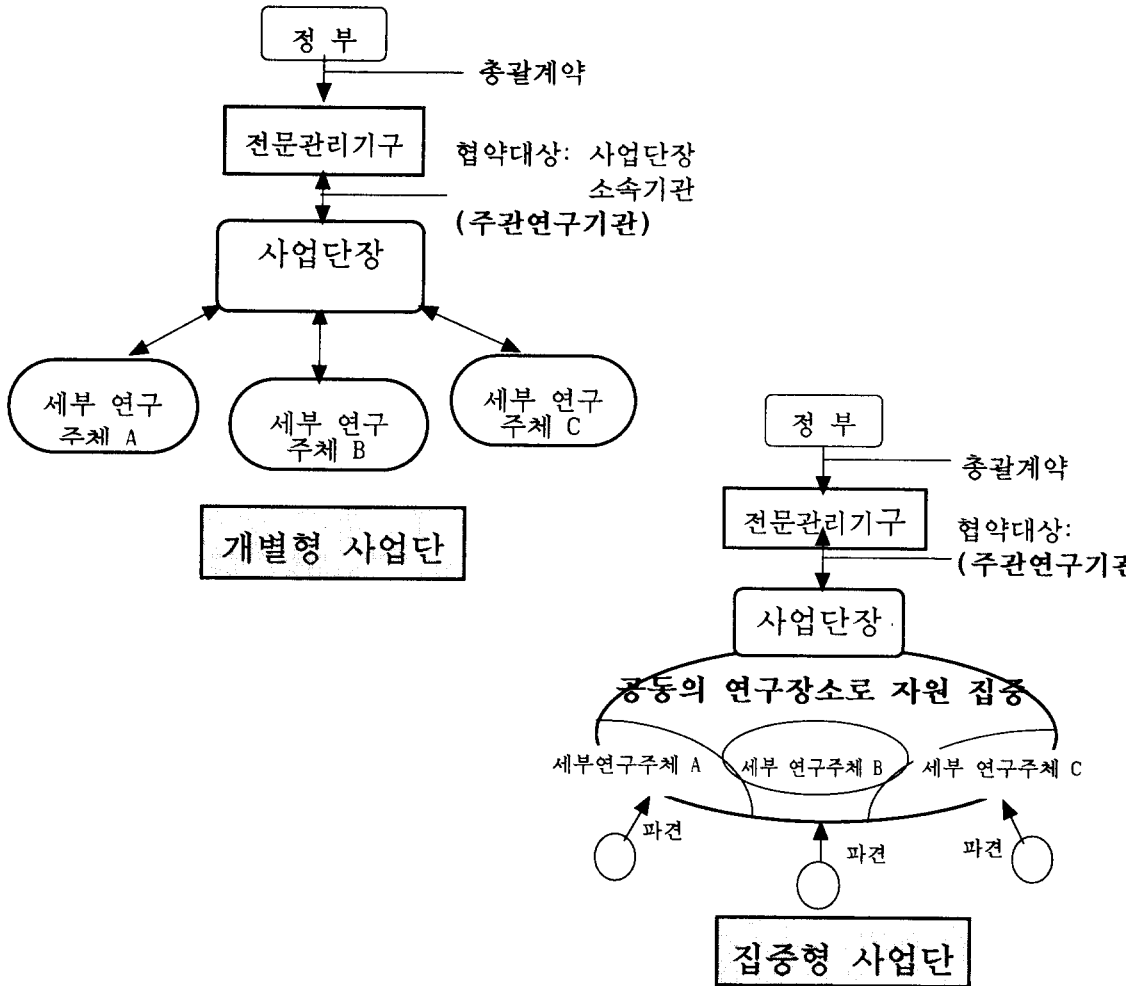 정 부
총괄계약
전문관리기구
협약대상: 사업단장
소속기관
(주관연구기관)
사업단장
세부 연구
주체 A
세부 연구
주체 B
세부 연구
주체 C
개별형 사업단
정 부
총괄계약
전문관리기구
협약대상:
(주관연구기관
사업단장
공동의 연구장소로 자원 집중
세부연구주체 A
세부 연구주체 B
세부 연구주체 C
파견
파견
파견
집중형 사업단